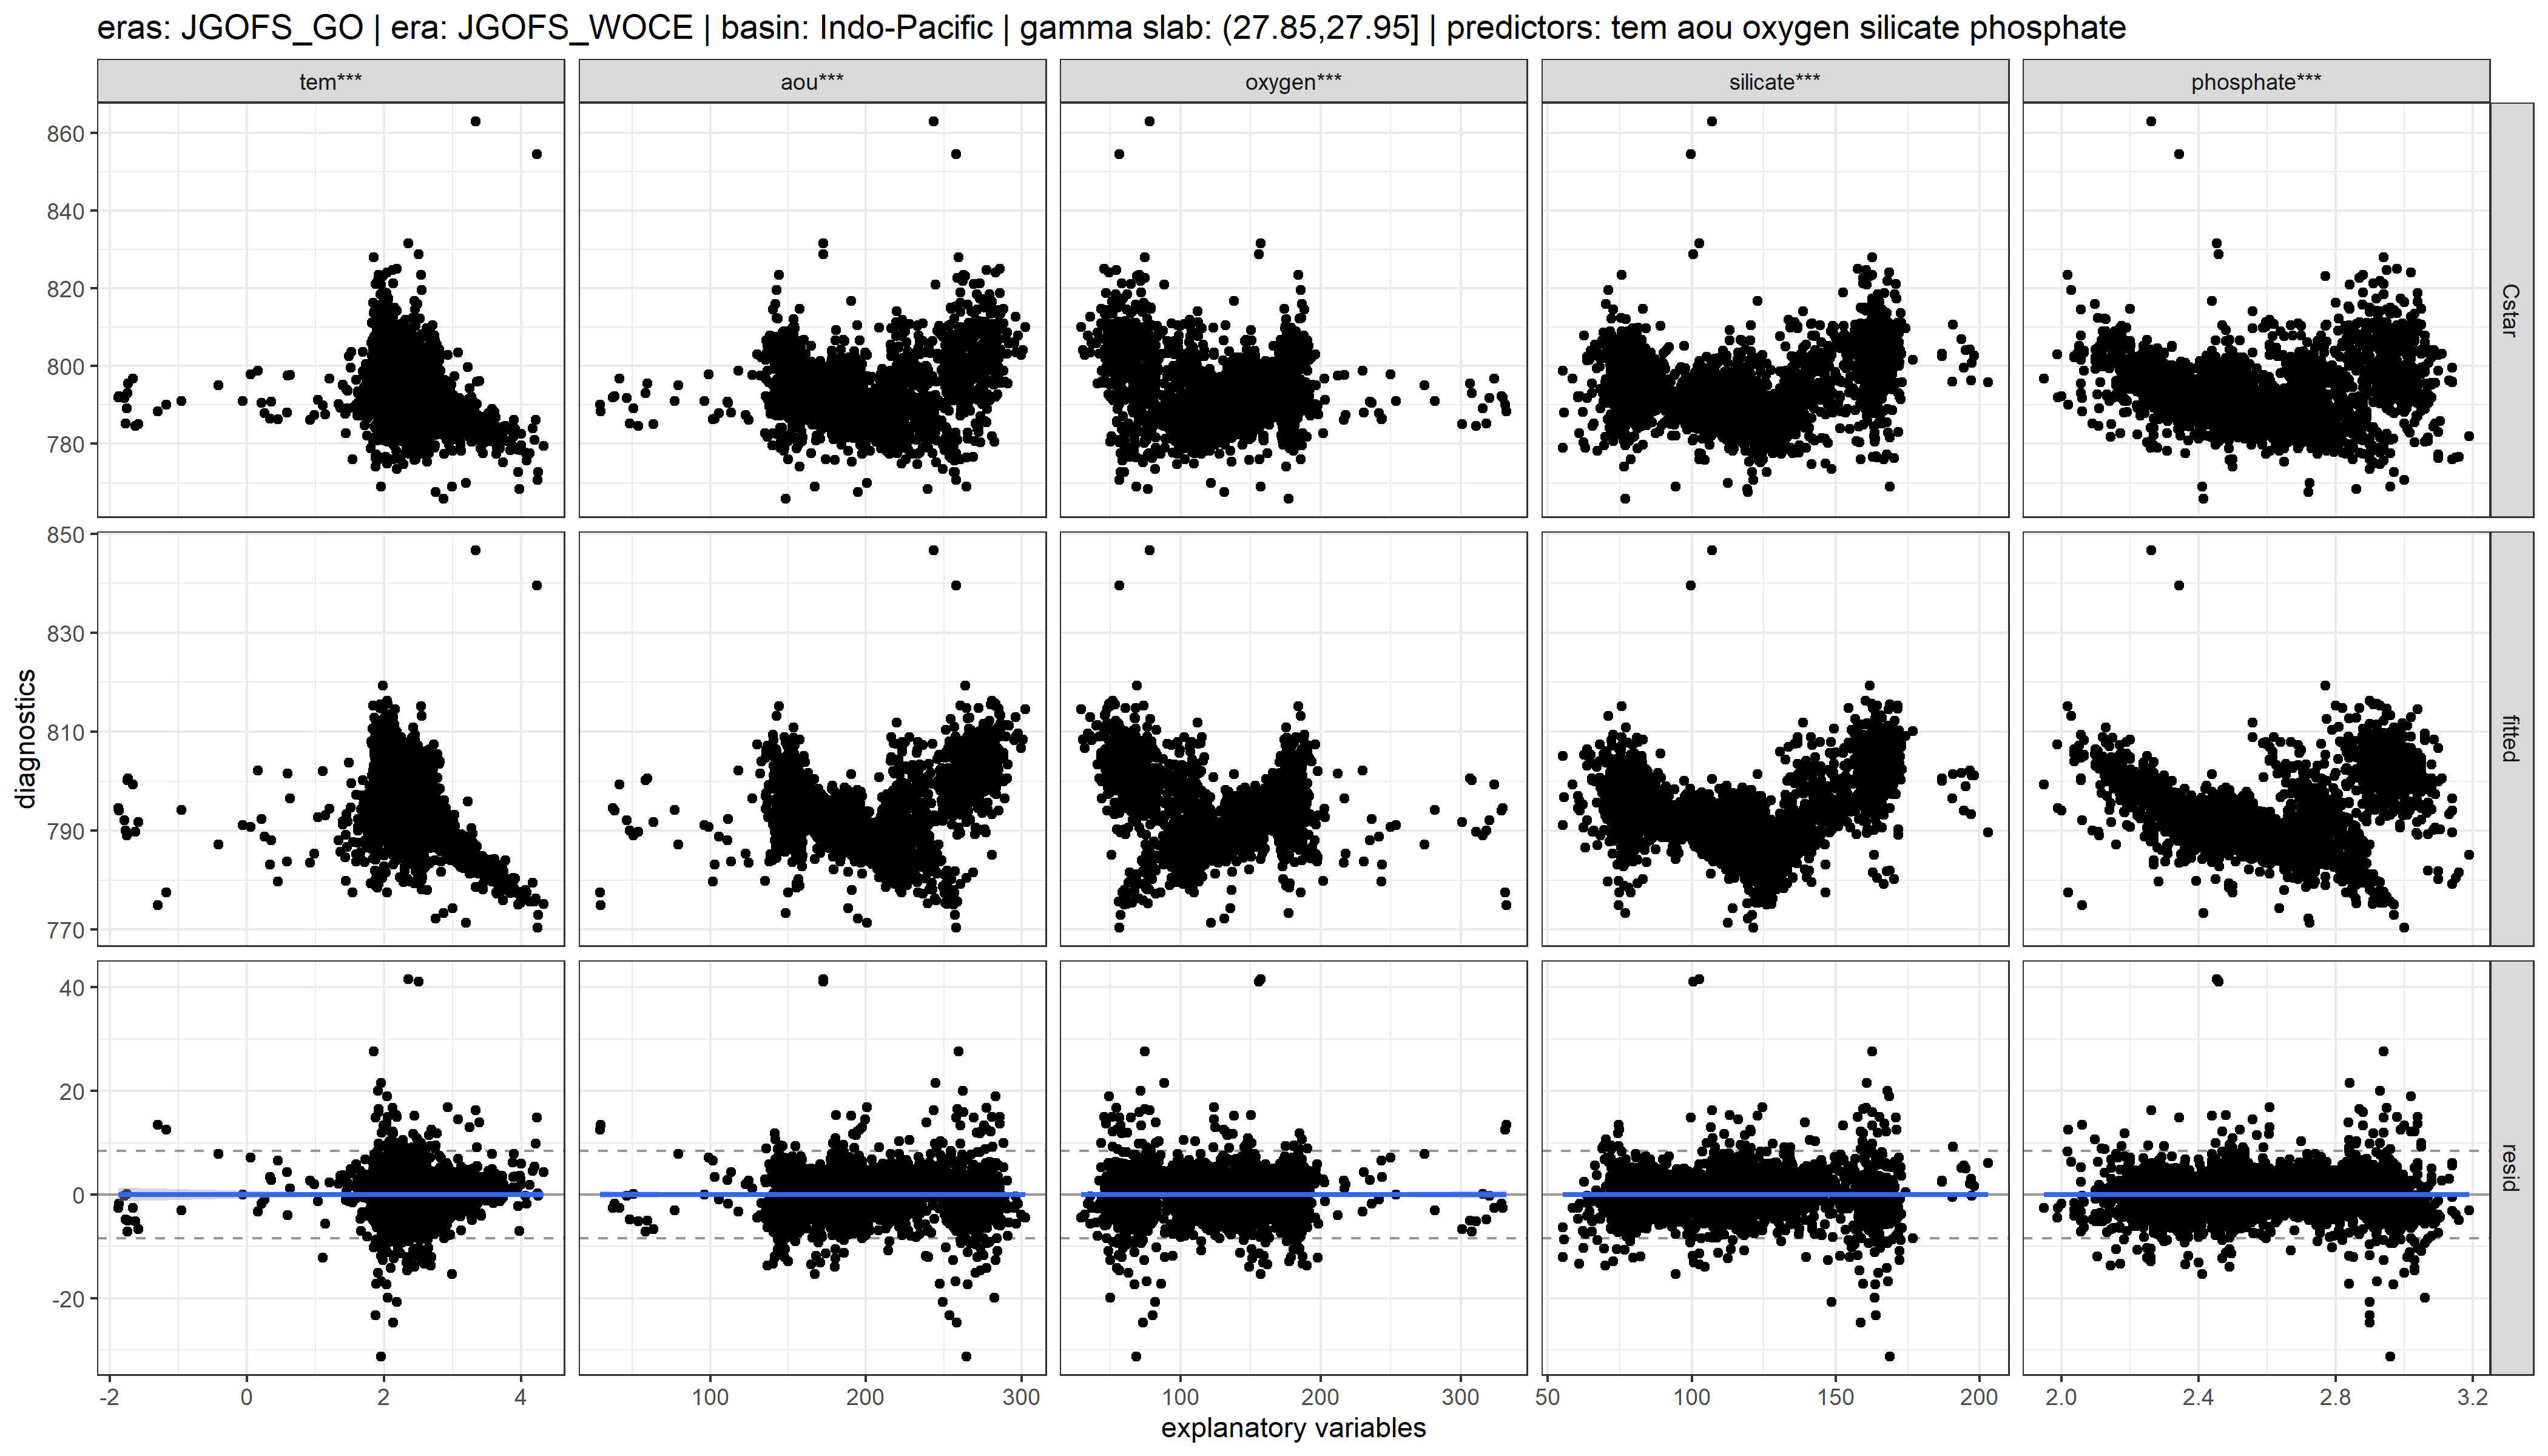 eras: JGOFS_GO | era: JGOFS_WOCE | basin: Indo-Pacific | gamma slab: (27.85,27.95] | predictors: tem aou oxygen silicate phosphate
tem*** aou*** oxygen*** silicate*** phosphate***
860
840
820
800
780
Cstar
850
830
810
790
770
fitted
diagnostics
40
20
0
-20
resid
-2 0 2 4 100 200 300 100 200 300 50 100 150 200 2.0 2.4 2.8 3.2
explanatory variables